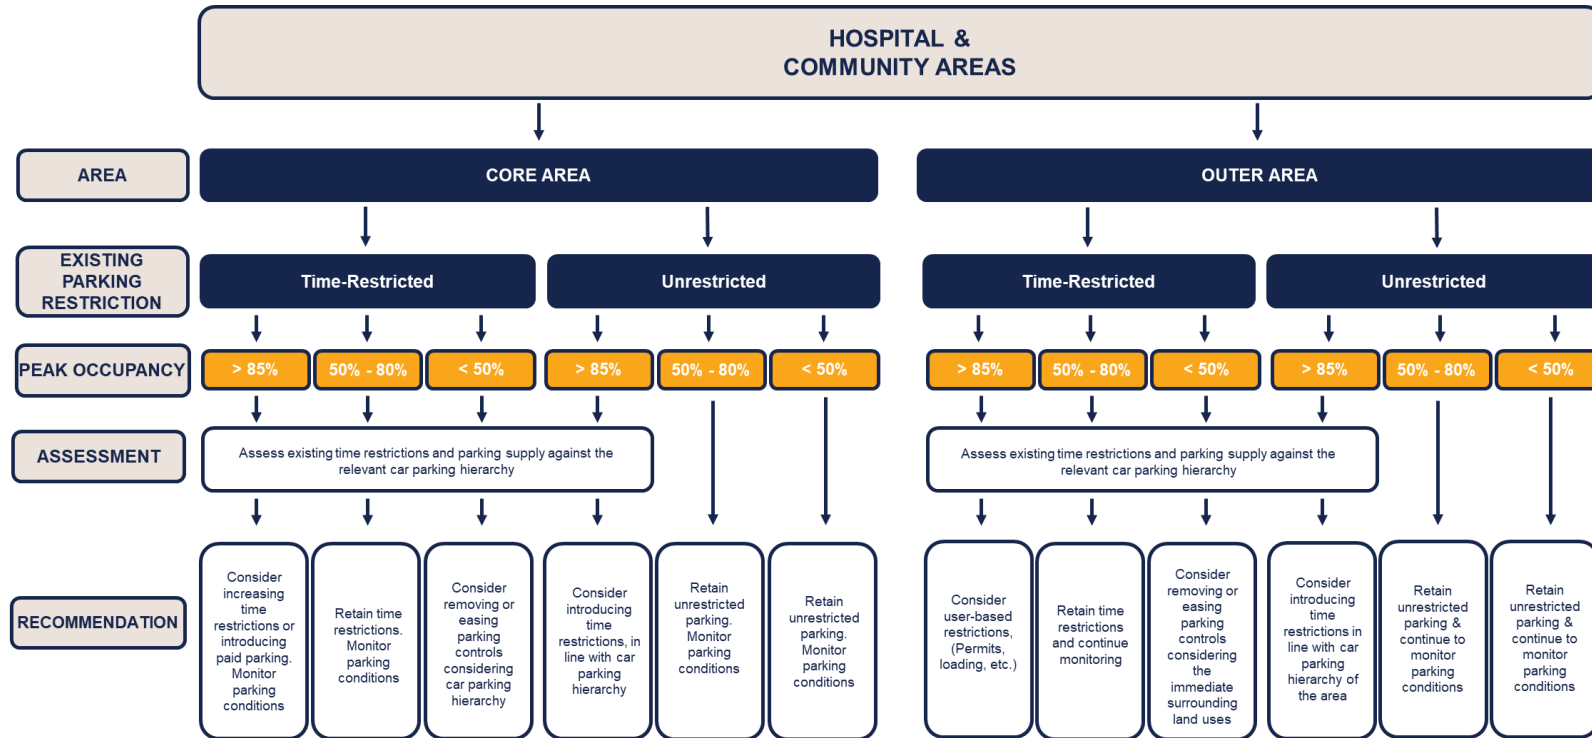 HOSPITAL &
COMMUNITY AREAS
AREA
CORE AREA
OUTER AREA
EXISTING
PARKING
RESTRICTION
Time-Restricted
Unrestricted
Time-Restricted
Unrestricted
PEAK OCCUPANCY
> 85%
50% - 80%
< 50%
> 85%
50% - 80%
< 50%
> 85%
50% - 80%
< 50%
> 85%
50% - 80%
< 50%
ASSESSMENT
Assess existing time restrictions and parking supply against the
relevant car parking hierarchy
Assess existing time restrictions and parking supply against the
relevant car parking hierarchy
RECOMMENDATION
Consider
increasing
time
restrictions or
introducing
paid parking.
Monitor
parking
conditions
Retain time
restrictions.
Monitor
parking
conditions
Consider
removing or
easing
parking
controls
considering
car parking
hierarchy
Consider
introducing
time
restrictions, in
line with car
parking
hierarchy
Retain
unrestricted
parking.
Monitor
parking
conditions
Retain
unrestricted
parking.
Monitor
parking
conditions
Consider
user-based
restrictions,
(Permits,
loading, etc.)
Retain time
restrictions
and continue
monitoring
Consider
removing or
easing
parking
controls
considering
the
immediate
surrounding
land uses
Consider
introducing
time
restrictions in
line with car
parking
hierarchy of
the area
Retain
unrestricted
parking &
continue to
monitor
parking
conditions
Retain
unrestricted
parking &
continue to
monitor
parking
conditions